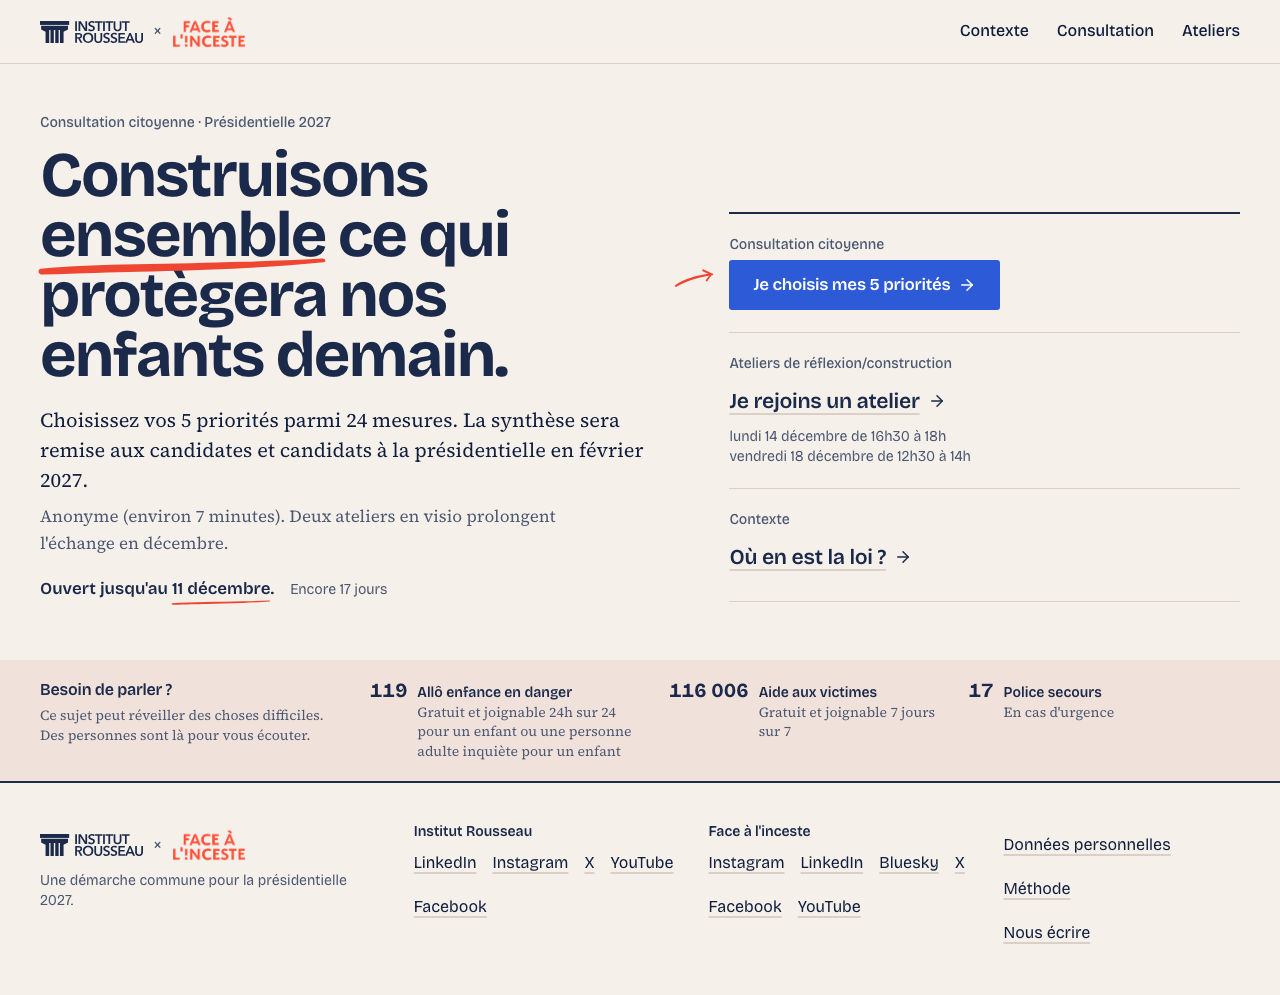 INSTITUT ROUSSEAU × FACE À L'!NCESTE
Contexte Consultation Ateliers
Consultation citoyenne · Présidentielle 2027
Construisons
ensemble ce qui
protègera nos
enfants demain.
Choisissez vos 5 priorités parmi 24 mesures. La synthèse sera
remise aux candidates et candidats à la présidentielle en février
2027.
Anonyme (environ 7 minutes). Deux ateliers en visio prolongent
l'échange en décembre.
Ouvert jusqu'au 11 décembre. Encore 17 jours
Consultation citoyenne
Je choisis mes 5 priorités →
Ateliers de réflexion/construction
Je rejoins un atelier →
lundi 14 décembre de 16h30 à 18h
vendredi 18 décembre de 12h30 à 14h
Contexte
Où en est la loi ? →
Besoin de parler ?
Ce sujet peut réveiller des choses difficiles.
Des personnes sont là pour vous écouter.
119 Allô enfance en danger
Gratuit et joignable 24h sur 24
pour un enfant ou une personne
adulte inquiète pour un enfant
116 006 Aide aux victimes
Gratuit et joignable 7 jours
sur 7
17 Police secours
En cas d'urgence
INSTITUT ROUSSEAU × FACE À L'!NCESTE
Une démarche commune pour la présidentielle
2027.
Institut Rousseau
LinkedIn Instagram X YouTube
Facebook
Face à l'inceste
Instagram LinkedIn Bluesky X
Facebook YouTube
Données personnelles
Méthode
Nous écrire